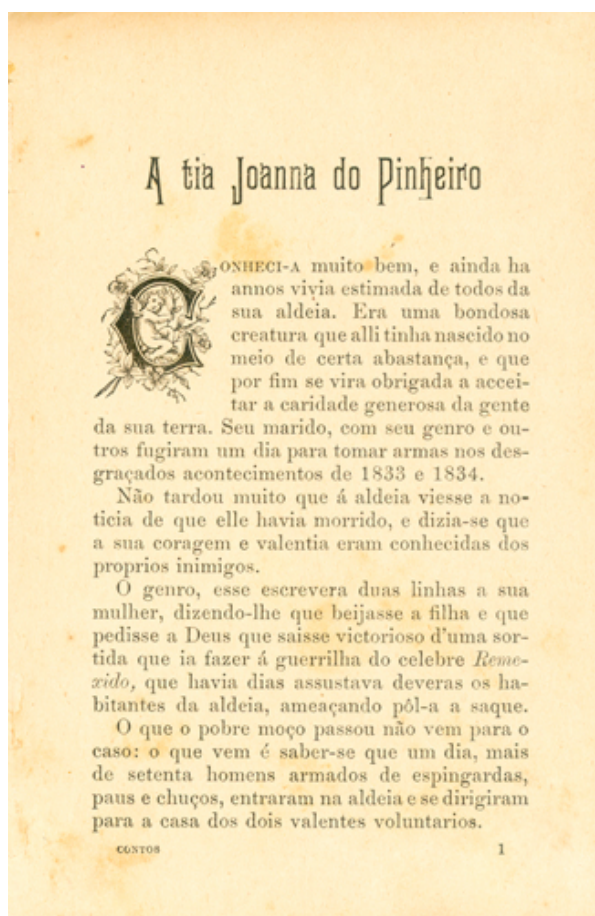 A tia Joanna do Pinheiro
CONHECI-A muito bem, e ainda ha
annos vivia estimada de todos da
sua aldeia. Era uma bondosa
creatura que alli tinha nascido no
meio de certa abastança, e que
por fim se vira obrigada a accei-
tar a caridade generosa da gente
da sua terra. Seu marido, com seu genro e ou-
tros fugiram um dia para tomar armas nos des-
graçados acontecimentos de 1833 e 1834.
Não tardou muito que á aldeia viesse a no-
ticia de que elle havia morrido, e dizia-se que
a sua coragem e valentia eram conhecidas dos
proprios inimigos.
O genro, esse escrevera duas linhas a sua
mulher, dizendo-lhe que beijasse a filha e que
pedisse a Deus que saisse victorioso d'uma sor-
tida que ia fazer á guerrilha do celebre Reme-
xido, que havia dias assustava deveras os ha-
bitantes da aldeia, ameaçando pôl-a a saque.
O que o pobre moço passou não vem para o
caso: o que vem é saber-se que um dia, mais
de setenta homens armados de espingardas,
paus e chuços, entraram na aldeia e se dirigiram
para a casa dos dois valentes voluntarios.
CONTOS 1